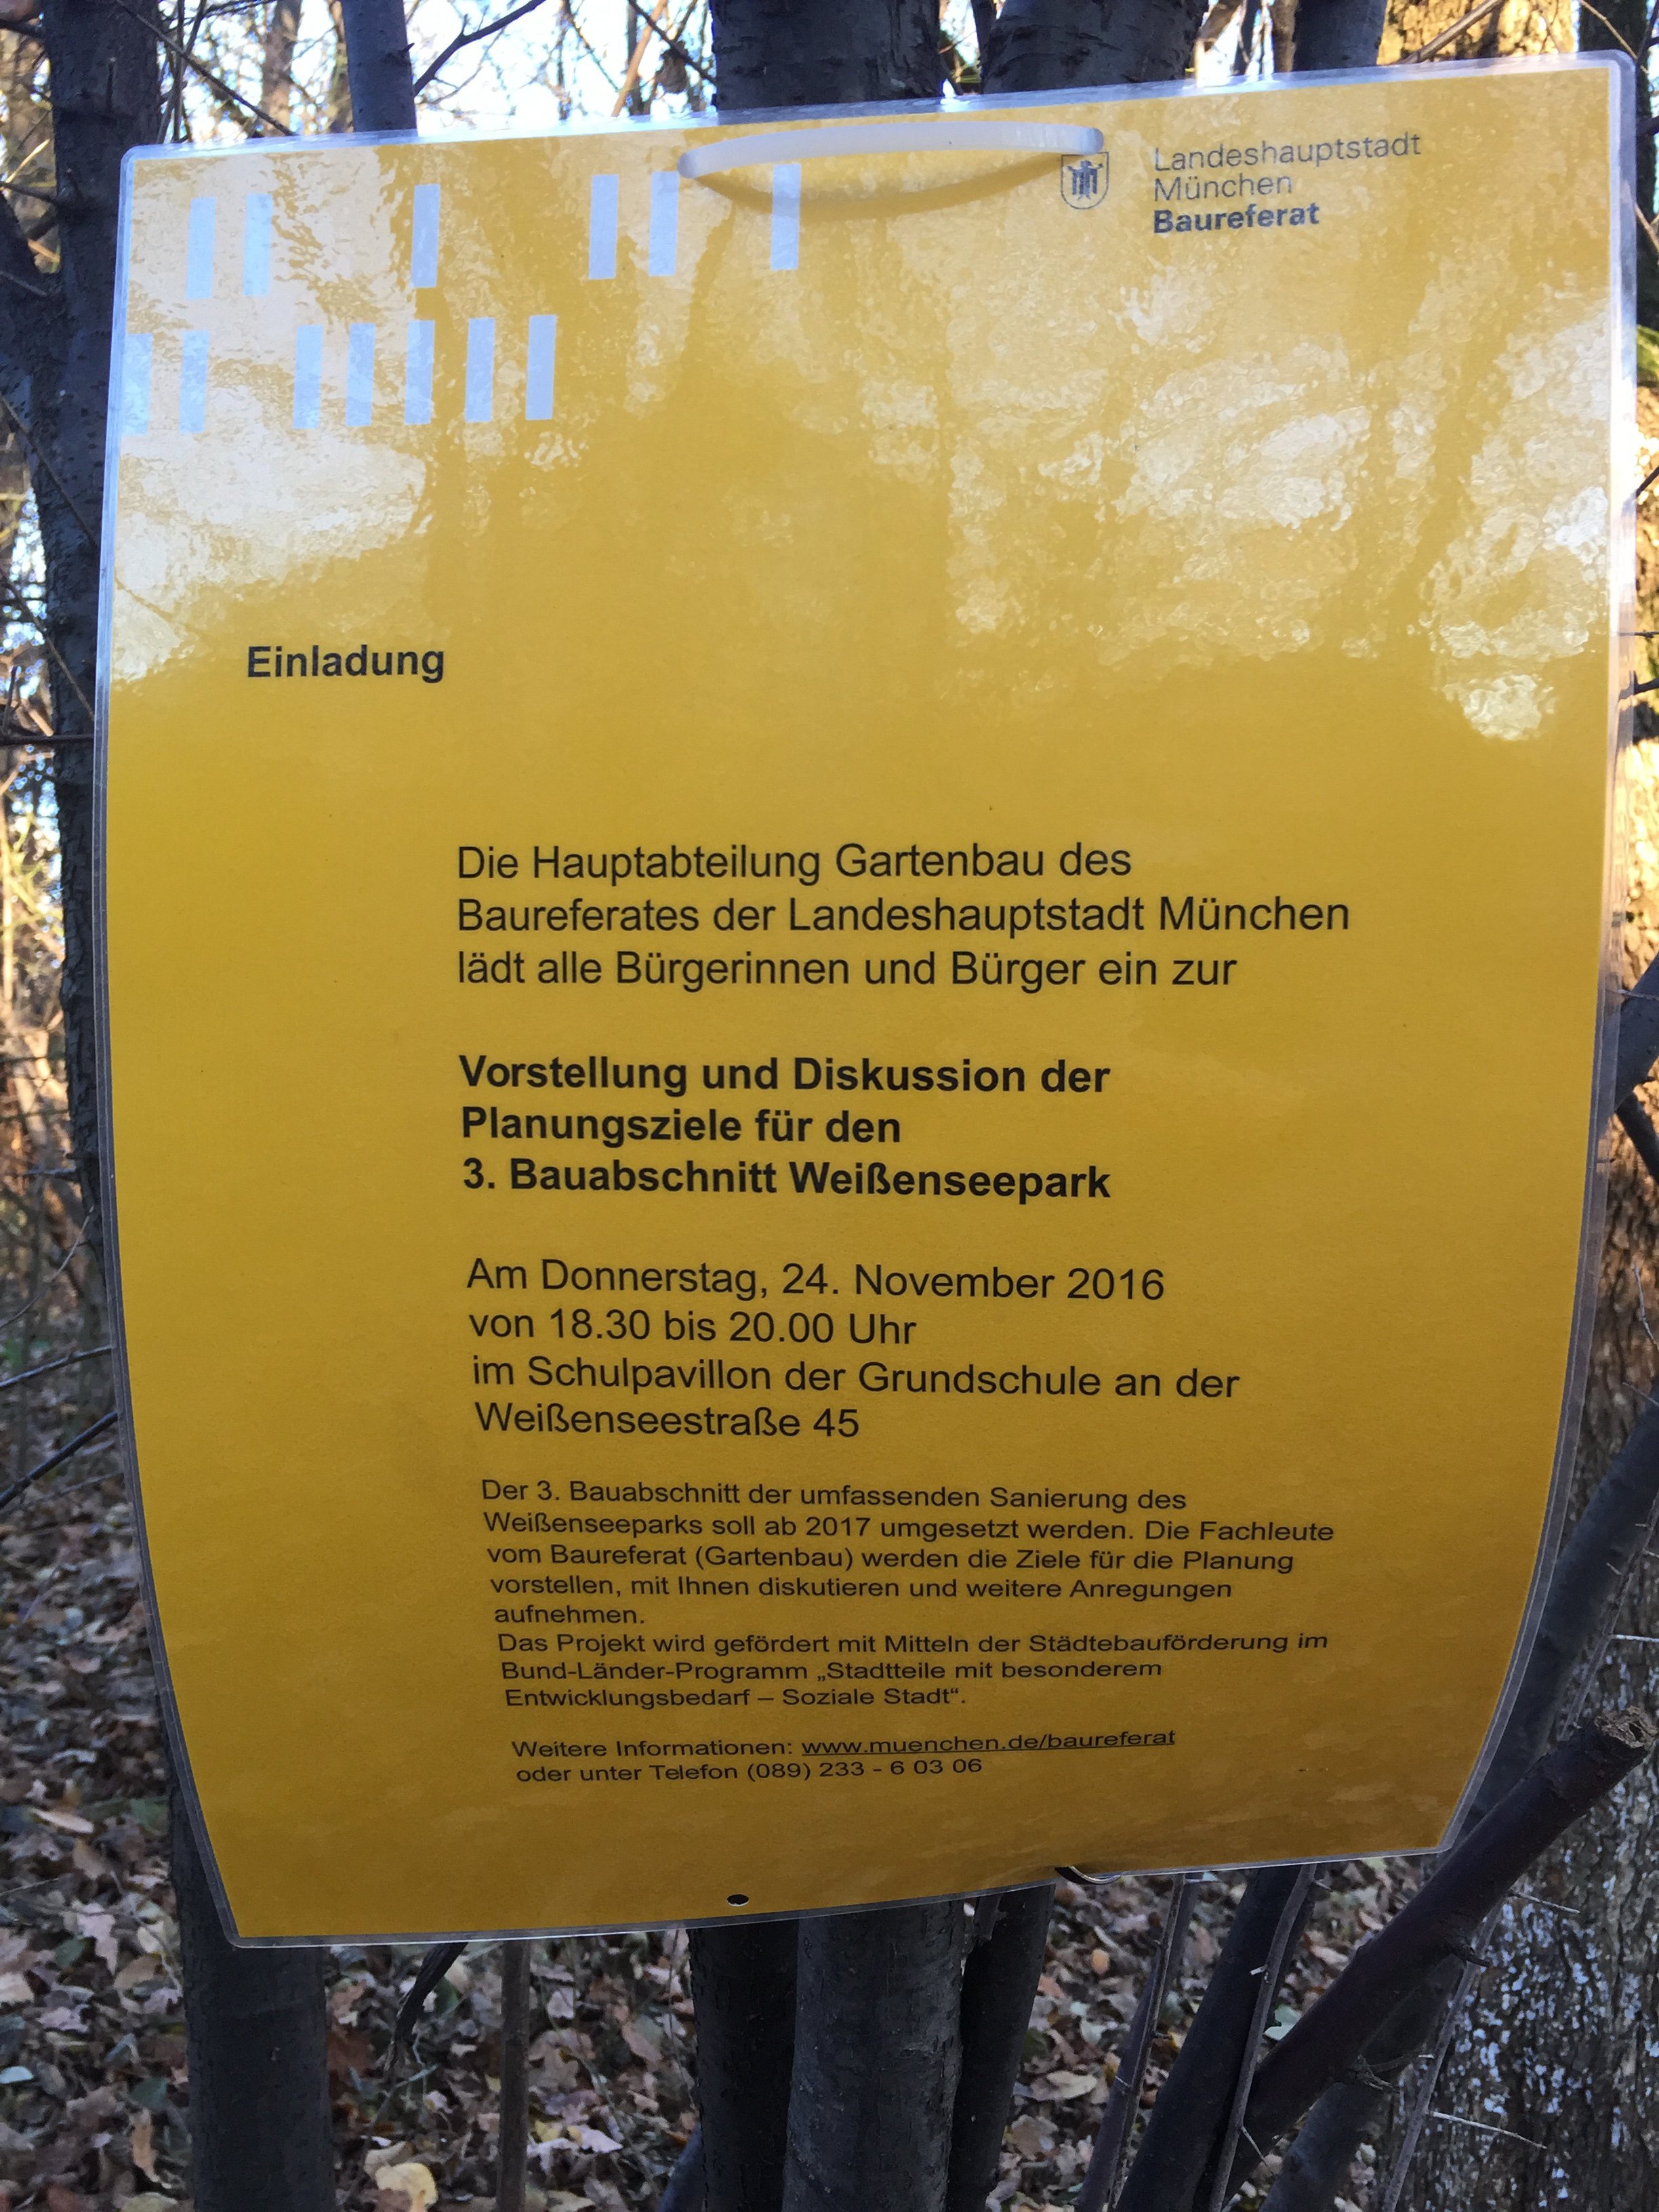 Landeshauptstadt
München
Baureferat
Einladung
Die Hauptabteilung Gartenbau des
Baureferates der Landeshauptstadt München
lädt alle Bürgerinnen und Bürger ein zur
Vorstellung und Diskussion der
Planungsziele für den
3. Bauabschnitt Weißenseepark
Am Donnerstag, 24. November 2016
von 18.30 bis 20.00 Uhr
im Schulpavillon der Grundschule an der
Weißenseestraße 45
Der 3. Bauabschnitt der umfassenden Sanierung des
Weißenseeparks soll ab 2017 umgesetzt werden. Die Fachleute
vom Baureferat (Gartenbau) werden die Ziele für die Planung
vorstellen, mit Ihnen diskutieren und weitere Anregungen
aufnehmen.
Das Projekt wird gefördert mit Mitteln der Städtebauförderung im
Bund-Länder-Programm „Stadtteile mit besonderem
Entwicklungsbedarf – Soziale Stadt“.
Weitere Informationen: www.muenchen.de/baureferat
oder unter Telefon (089) 233 - 6 03 06